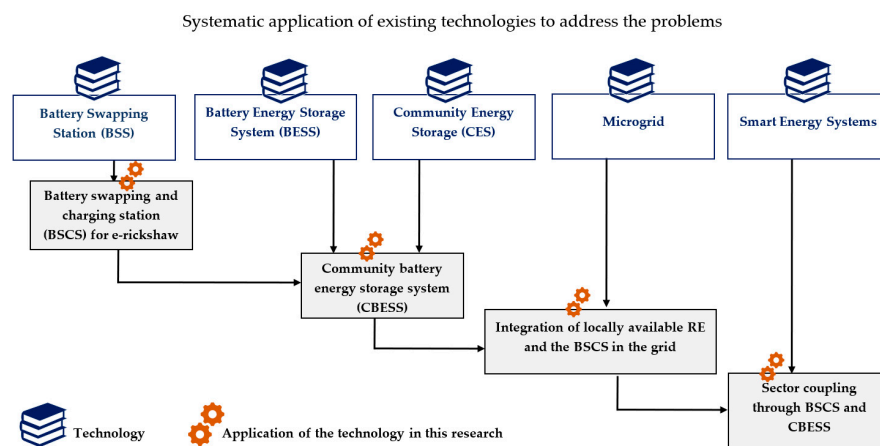 Systematic application of existing technologies to address the problems
Battery Swapping
Station (BSS)
Battery Energy Storage
System (BESS)
Community Energy
Storage (CES)
Microgrid
Smart Energy Systems
Battery swapping and
charging station
(BSCS) for e-rickshaw
Community battery
energy storage system
(CBESS)
Integration of locally available RE
and the BSCS in the grid
Sector coupling
through BSCS and
CBESS
Technology
Application of the technology in this research